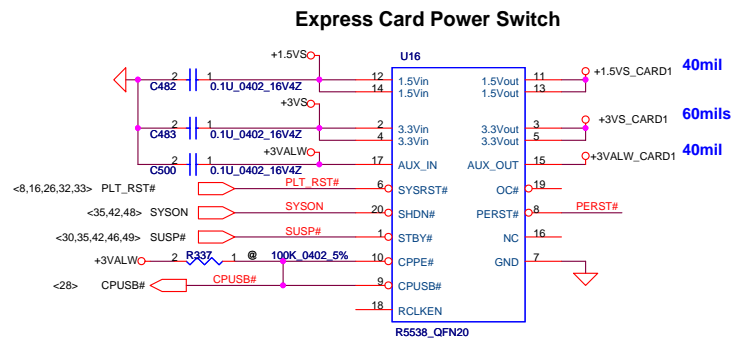 Express Card Power Switch
+1.5VS U16 40mil
C482 2 1 0.1U_0402_16V4Z 12 1.5Vin 1.5Vout 11 +1.5VS_CARD1
14 1.5Vin 1.5Vout 13
+3VS 60mils
C483 2 1 0.1U_0402_16V4Z 2 3.3Vin 3.3Vout 3 +3VS_CARD1
4 3.3Vin 3.3Vout 5
+3VALW 40mil
C500 2 1 0.1U_0402_16V4Z 17 AUX_IN AUX_OUT 15 +3VALW_CARD1
<8,16,26,32,33> PLT_RST# PLT_RST# 6 SYSRST# OC# 19
<35,42,48> SYSON SYSON 20 SHDN# PERST# 8 PERST#
<30,35,42,46,49> SUSP# SUSP# 1 STBY# NC 16
+3VALW 2 R337 1 @ 100K_0402_5% 10 CPPE# GND 7
<28> CPUSB# CPUSB# 9 CPUSB#
18 RCLKEN
R5538_QFN20